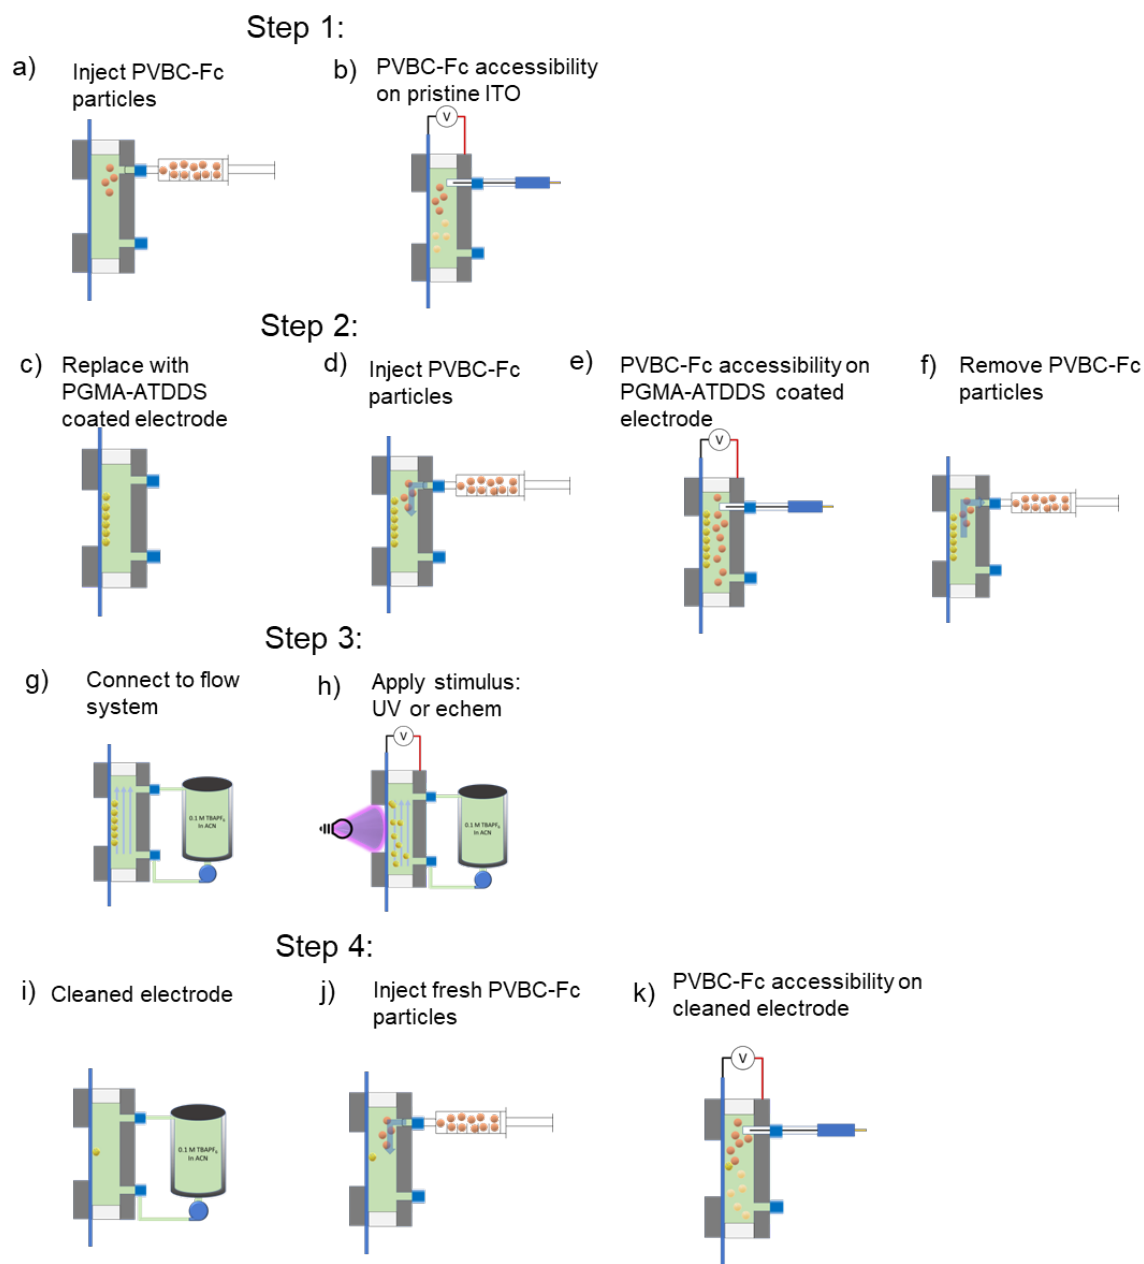 Step 1:
a) Inject PVBC-Fc
particles
b) PVBC-Fc accessibility
on pristine ITO
V
Step 2:
c) Replace with
PGMA-ATDDS
coated electrode
d) Inject PVBC-Fc
particles
e) PVBC-Fc accessibility on
PGMA-ATDDS coated
electrode
f) Remove PVBC-Fc
particles
V
Step 3:
g) Connect to flow
system
h) Apply stimulus:
UV or echem
V
0.1 M TBAPF₆
In ACN
0.1 M TBAPF₆
In ACN
Step 4:
i) Cleaned electrode
j) Inject fresh PVBC-Fc
particles
k) PVBC-Fc accessibility on
cleaned electrode
V
0.1 M TBAPF₆
In ACN